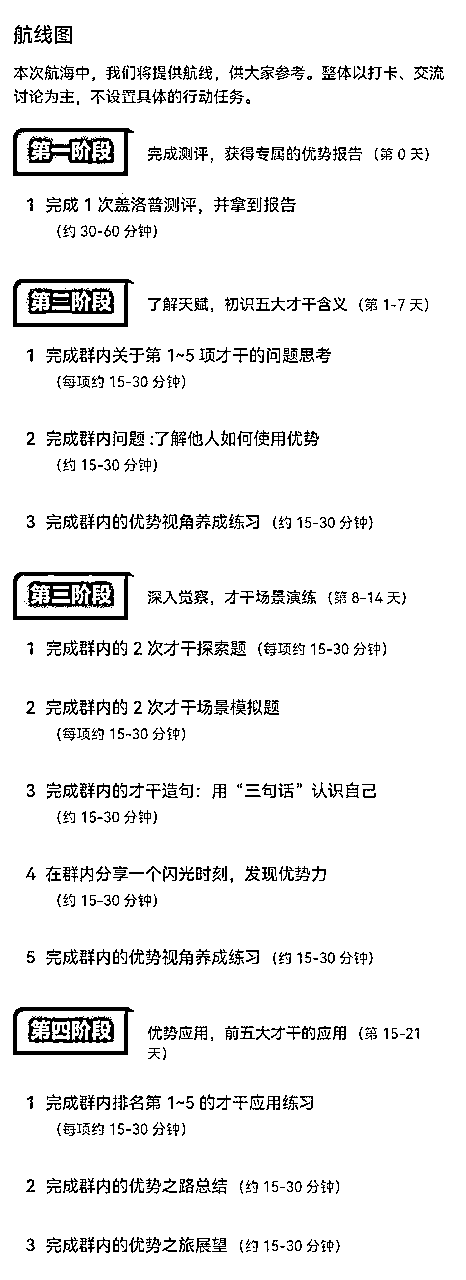 航线图
本次航海中，我们将提供航线，供大家参考。整体以打卡、交流
讨论为主，不设置具体的行动任务。
第一阶段 完成测评，获得专属的优势报告（第 0 天）
1 完成 1 次盖洛普测评，并拿到报告
（约 30-60 分钟）
第二阶段 了解天赋，初识五大才干含义（第 1-7 天）
1 完成群内关于第 1~5 项才干的问题思考
（每项约 15-30 分钟）
2 完成群内问题:了解他人如何使用优势
（约 15-30 分钟）
3 完成群内的优势视角养成练习（约 15-30 分钟）
第三阶段 深入觉察，才干场景演练（第 8-14 天）
1 完成群内的 2 次才干探索题（每项约 15-30 分钟）
2 完成群内的 2 次才干场景模拟题
（每项约 15-30 分钟）
3 完成群内的才干造句：用“三句话”认识自己
（约 15-30 分钟）
4 在群内分享一个闪光时刻，发现优势力
（约 15-30 分钟）
5 完成群内的优势视角养成练习（约 15-30 分钟）
第四阶段 优势应用，前五大才干的应用（第 15-21
天）
1 完成群内排名第 1~5 的才干应用练习
（每项约 15-30 分钟）
2 完成群内的优势之路总结（约 15-30 分钟）
3 完成群内的优势之旅展望（约 15-30 分钟）